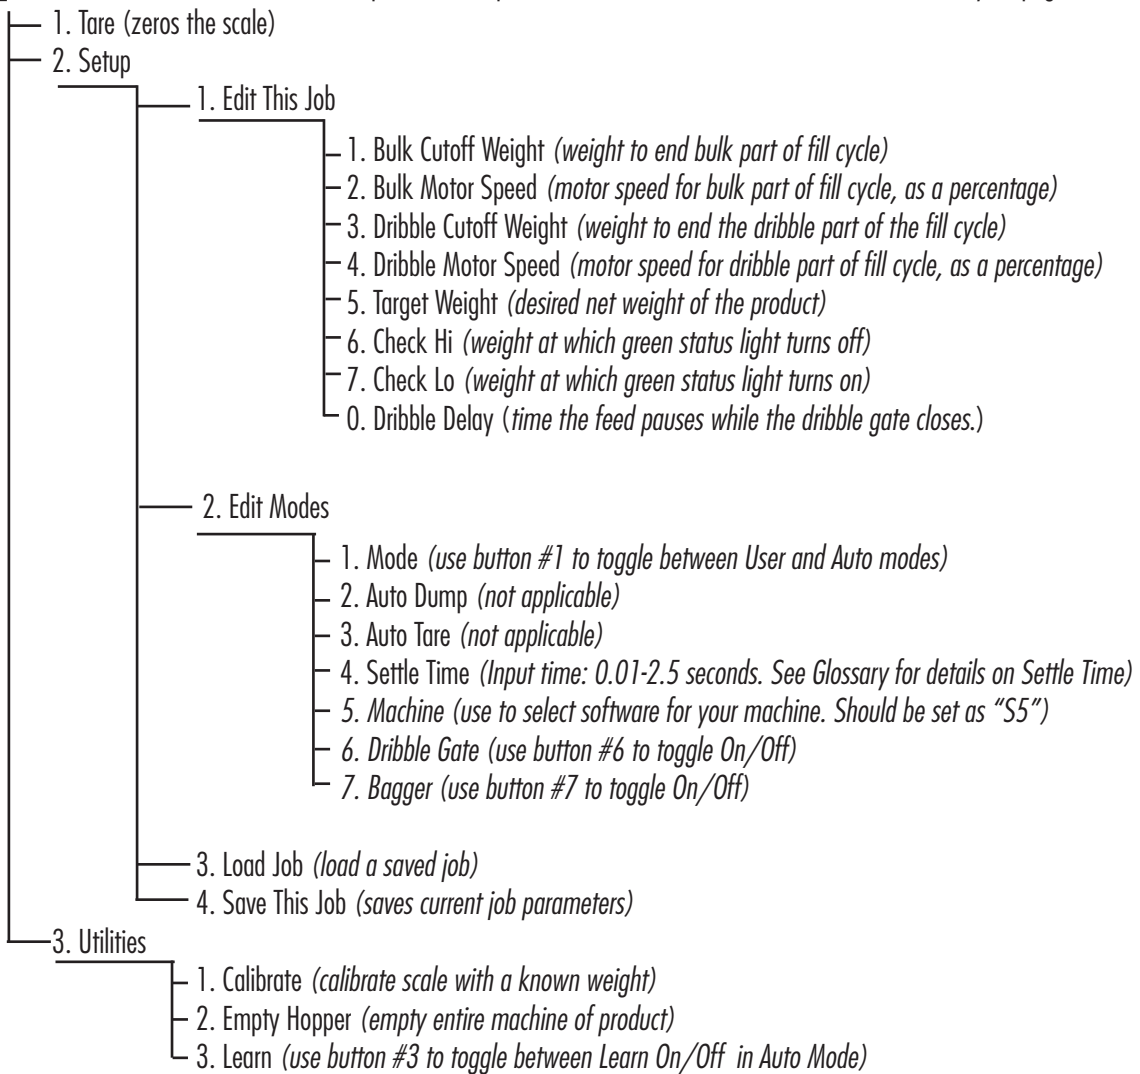 1. Tare (zeros the scale)
2. Setup
1. Edit This Job
1. Bulk Cutoff Weight (weight to end bulk part of fill cycle)
2. Bulk Motor Speed (motor speed for bulk part of fill cycle, as a percentage)
3. Dribble Cutoff Weight (weight to end the dribble part of the fill cycle)
4. Dribble Motor Speed (motor speed for dribble part of fill cycle, as a percentage)
5. Target Weight (desired net weight of the product)
6. Check Hi (weight at which green status light turns off)
7. Check Lo (weight at which green status light turns on)
0. Dribble Delay (time the feed pauses while the dribble gate closes.)
2. Edit Modes
1. Mode (use button #1 to toggle between User and Auto modes)
2. Auto Dump (not applicable)
3. Auto Tare (not applicable)
4. Settle Time (Input time: 0.01-2.5 seconds. See Glossary for details on Settle Time)
5. Machine (use to select software for your machine. Should be set as “S5”)
6. Dribble Gate (use button #6 to toggle On/Off)
7. Bagger (use button #7 to toggle On/Off)
3. Load Job (load a saved job)
4. Save This Job (saves current job parameters)
3. Utilities
1. Calibrate (calibrate scale with a known weight)
2. Empty Hopper (empty entire machine of product)
3. Learn (use button #3 to toggle between Learn On/Off in Auto Mode)